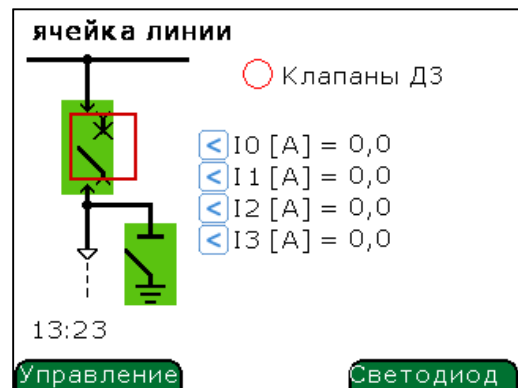 ячейка линии
Клапаны ДЗ
< I0 [A] = 0,0
< I1 [A] = 0,0
< I2 [A] = 0,0
< I3 [A] = 0,0
13:23
Управление
Светодиод